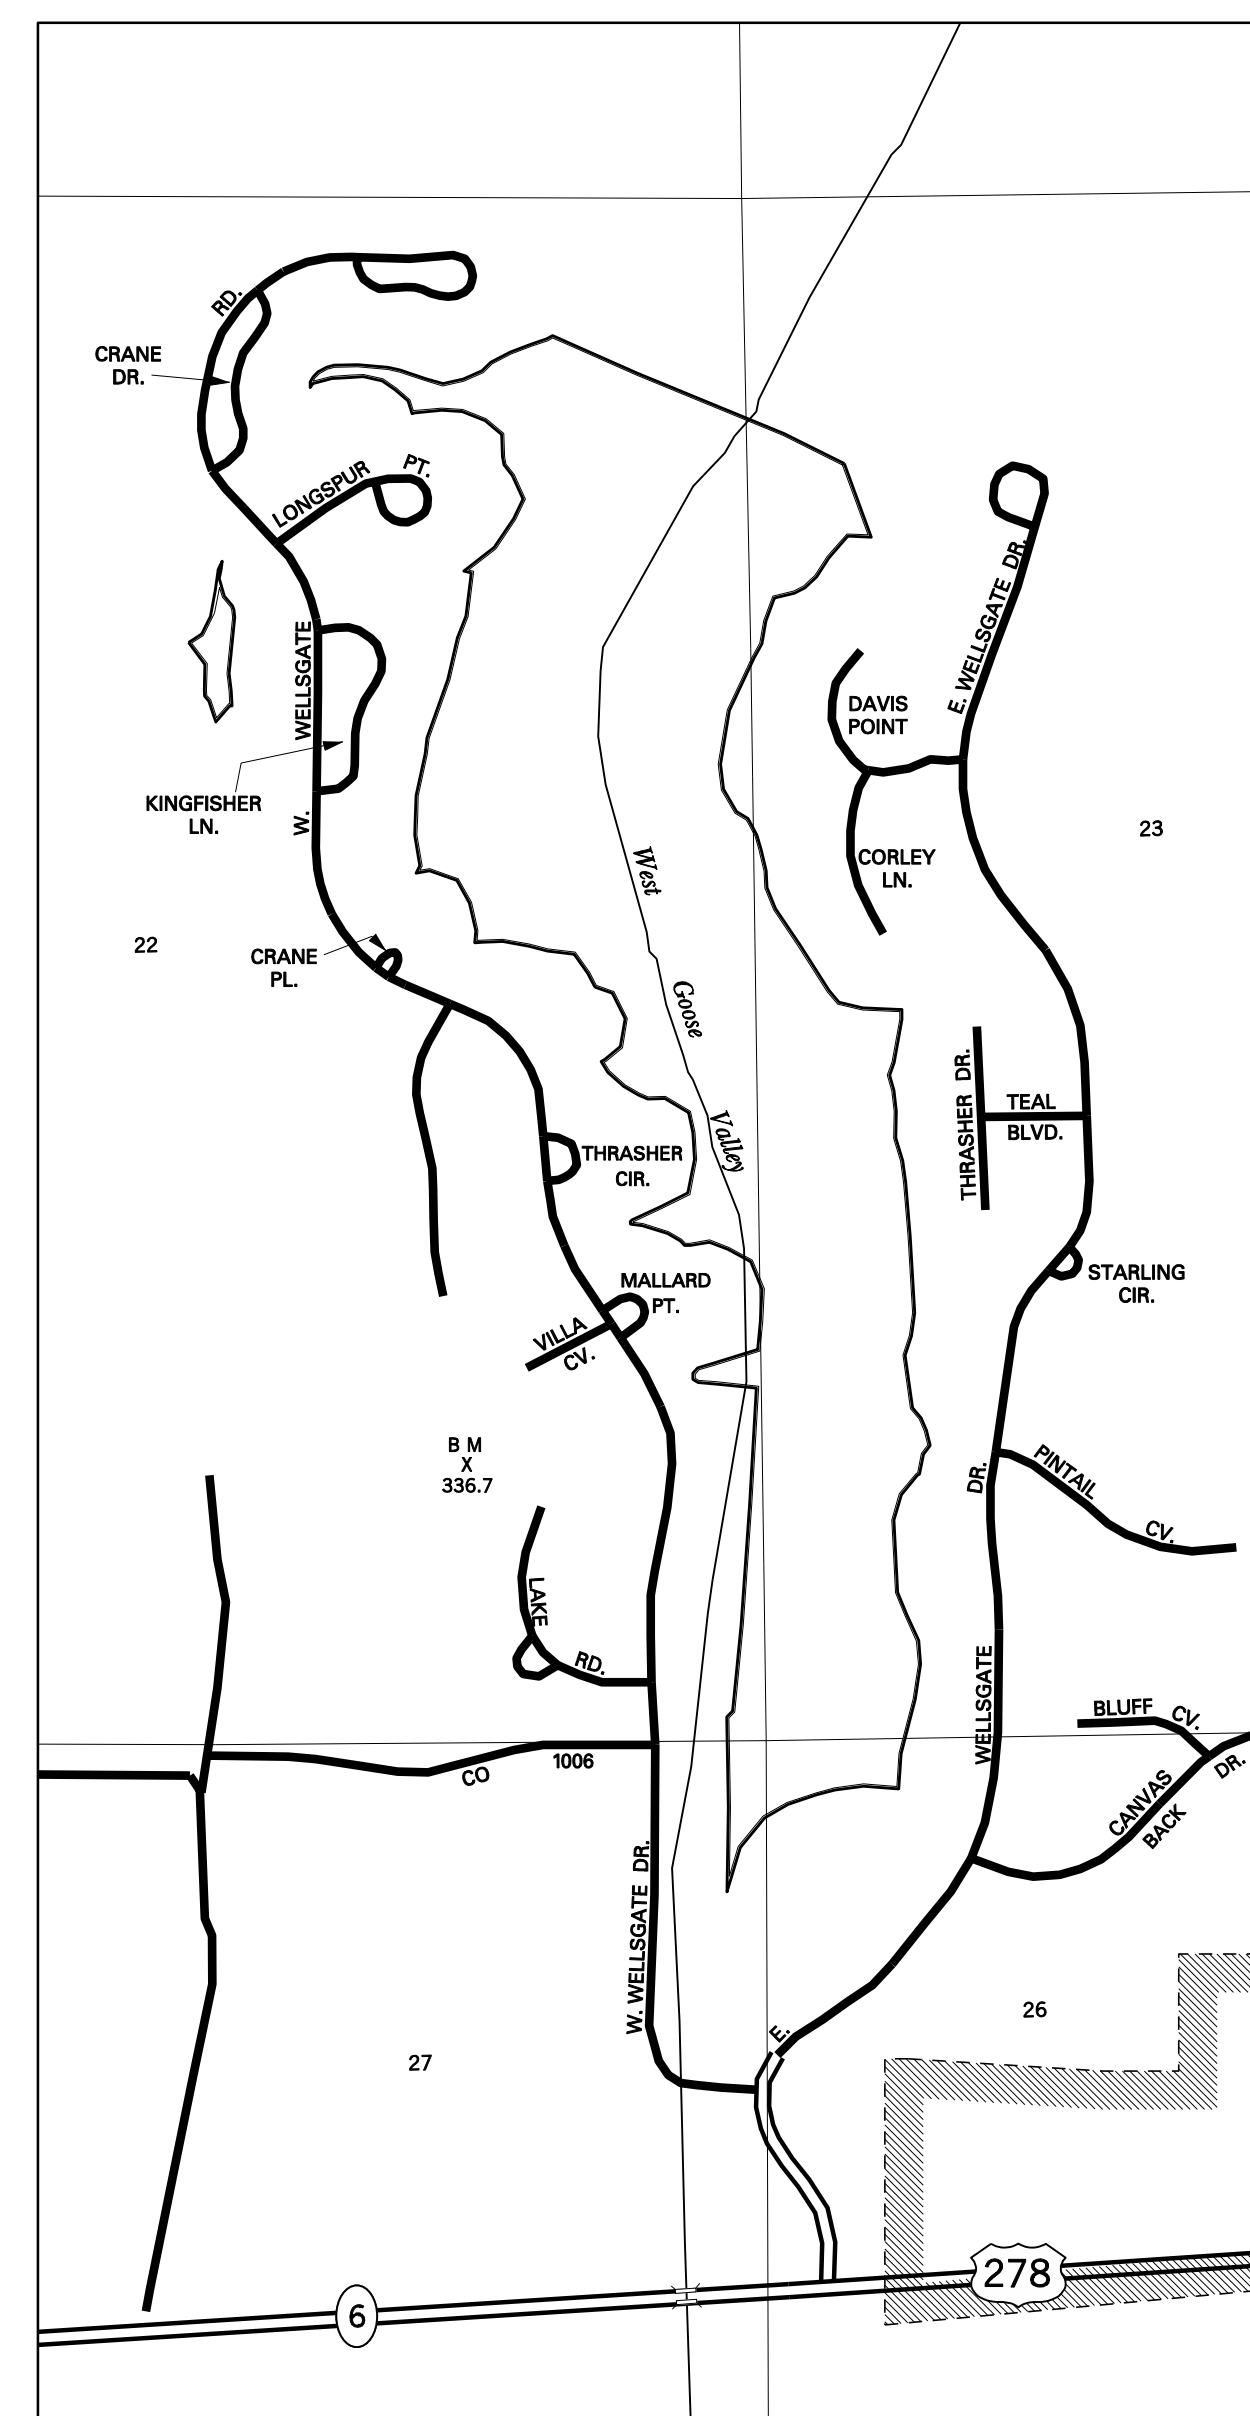 RD.
CRANE
DR.
LONGSPUR PT.
WELLSGATE
W.
KINGFISHER
LN.
E. WELLSGATE DR.
DAVIS
POINT
23
CORLEY
LN.
West
Goose
Valley
22
CRANE
PL.
THRASHER DR.
TEAL
BLVD.
THRASHER
CIR.
STARLING
CIR.
MALLARD
PT.
VILLA
CV.
B M
X
336.7
DR.
PINTAIL CV.
LAKE
RD.
WELLSGATE
BLUFF CV.
DR.
CANVAS
BACK
CO 1006
W. WELLSGATE DR.
E.
26
27
278
6